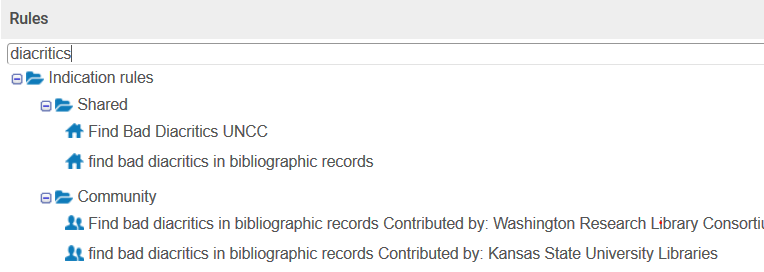 Rules
diacritics
Indication rules
Shared
Find Bad Diacritics UNCC
find bad diacritics in bibliographic records
Community
Find bad diacritics in bibliographic records Contributed by: Washington Research Library Consortiu
find bad diacritics in bibliographic records Contributed by: Kansas State University Libraries